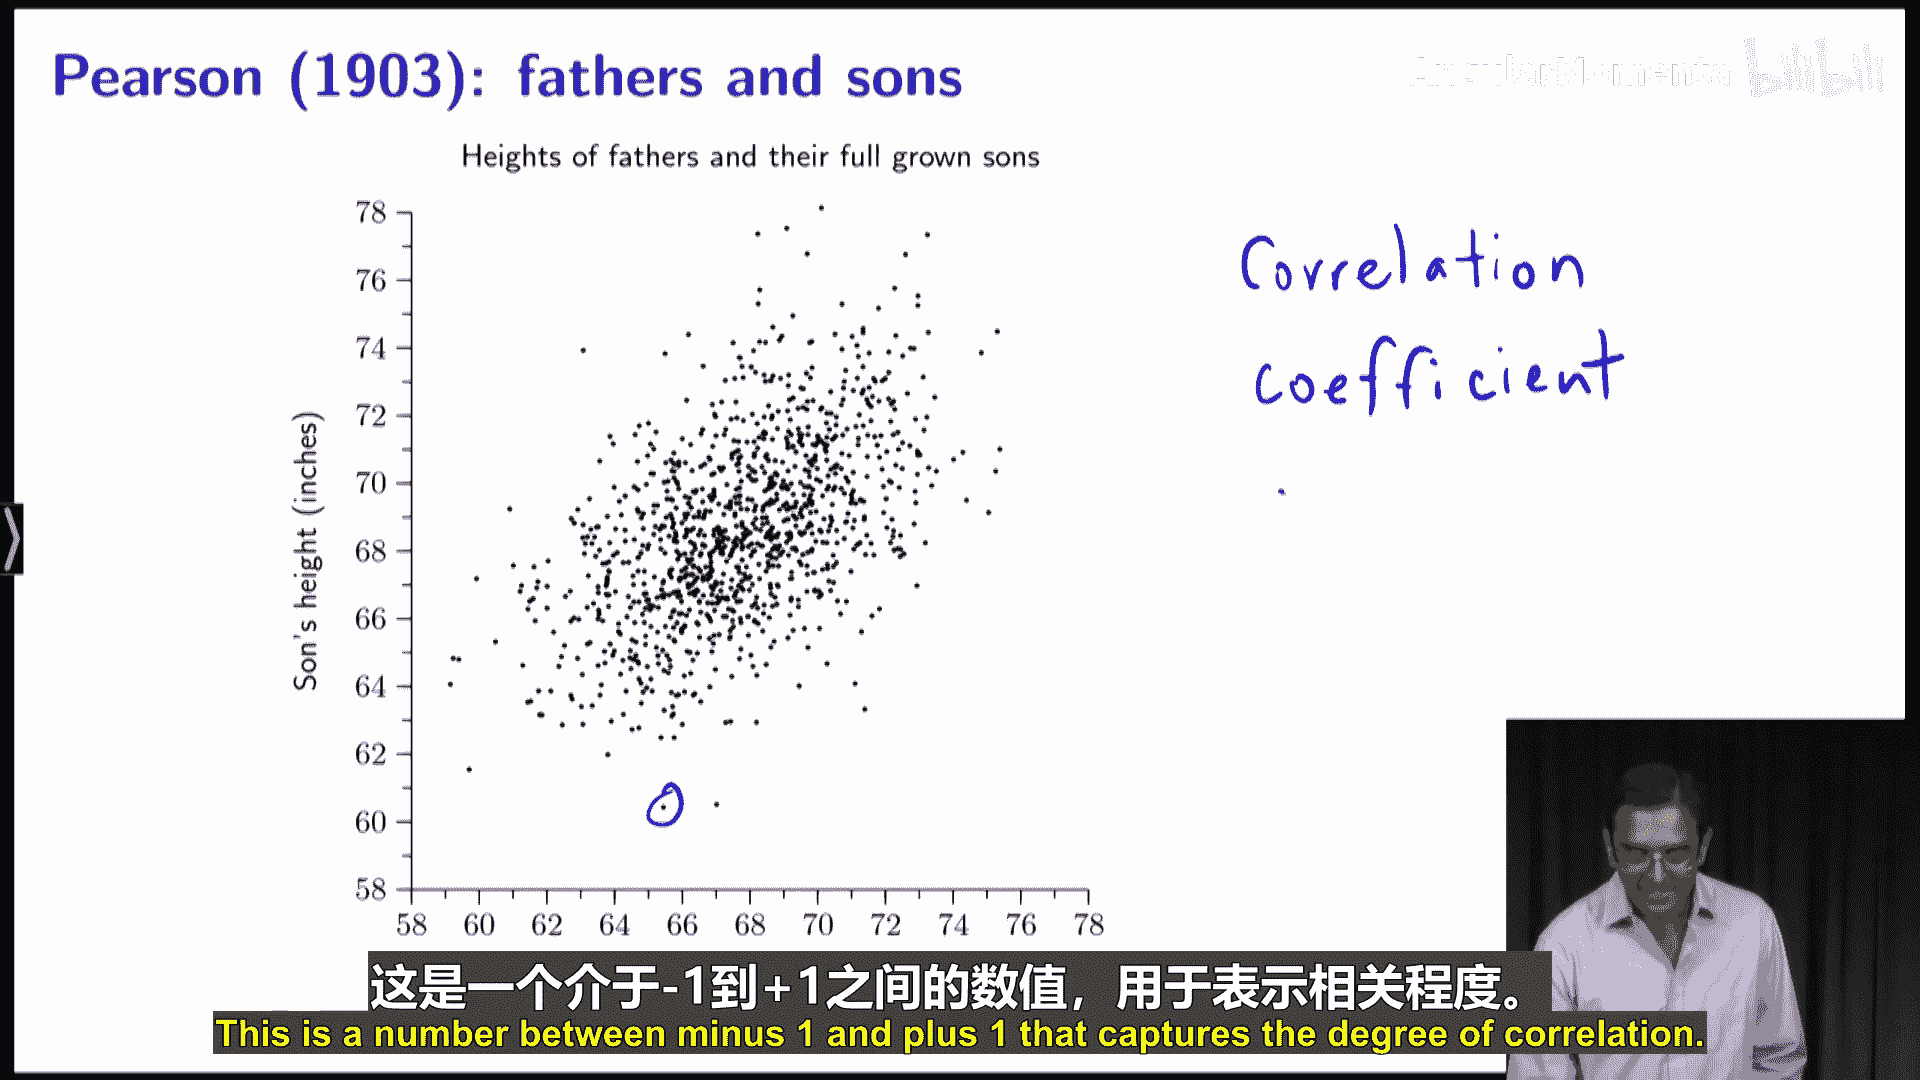 Pearson (1903): fathers and sons
bilibili
Heights of fathers and their full grown sons
Correlation
coefficient
Son's height (inches)
78
76
74
72
70
68
66
64
62
60
58
58 60 62 64 66 68 70 72 74 76 78
这是一个介于-1到+1之间的数值，用于表示相关程度。
This is a number between minus 1 and plus 1 that captures the degree of correlation.